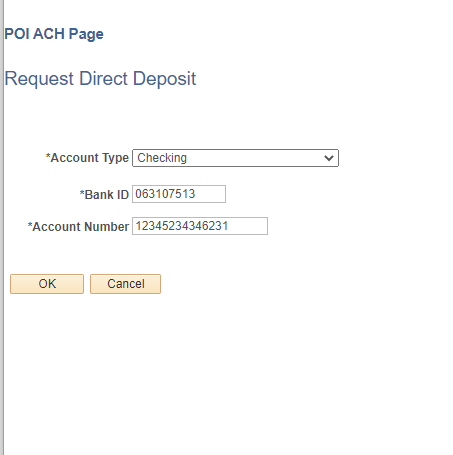 POI ACH Page
Request Direct Deposit
*Account Type Checking
*Bank ID 063107513
*Account Number 12345234346231
OK Cancel